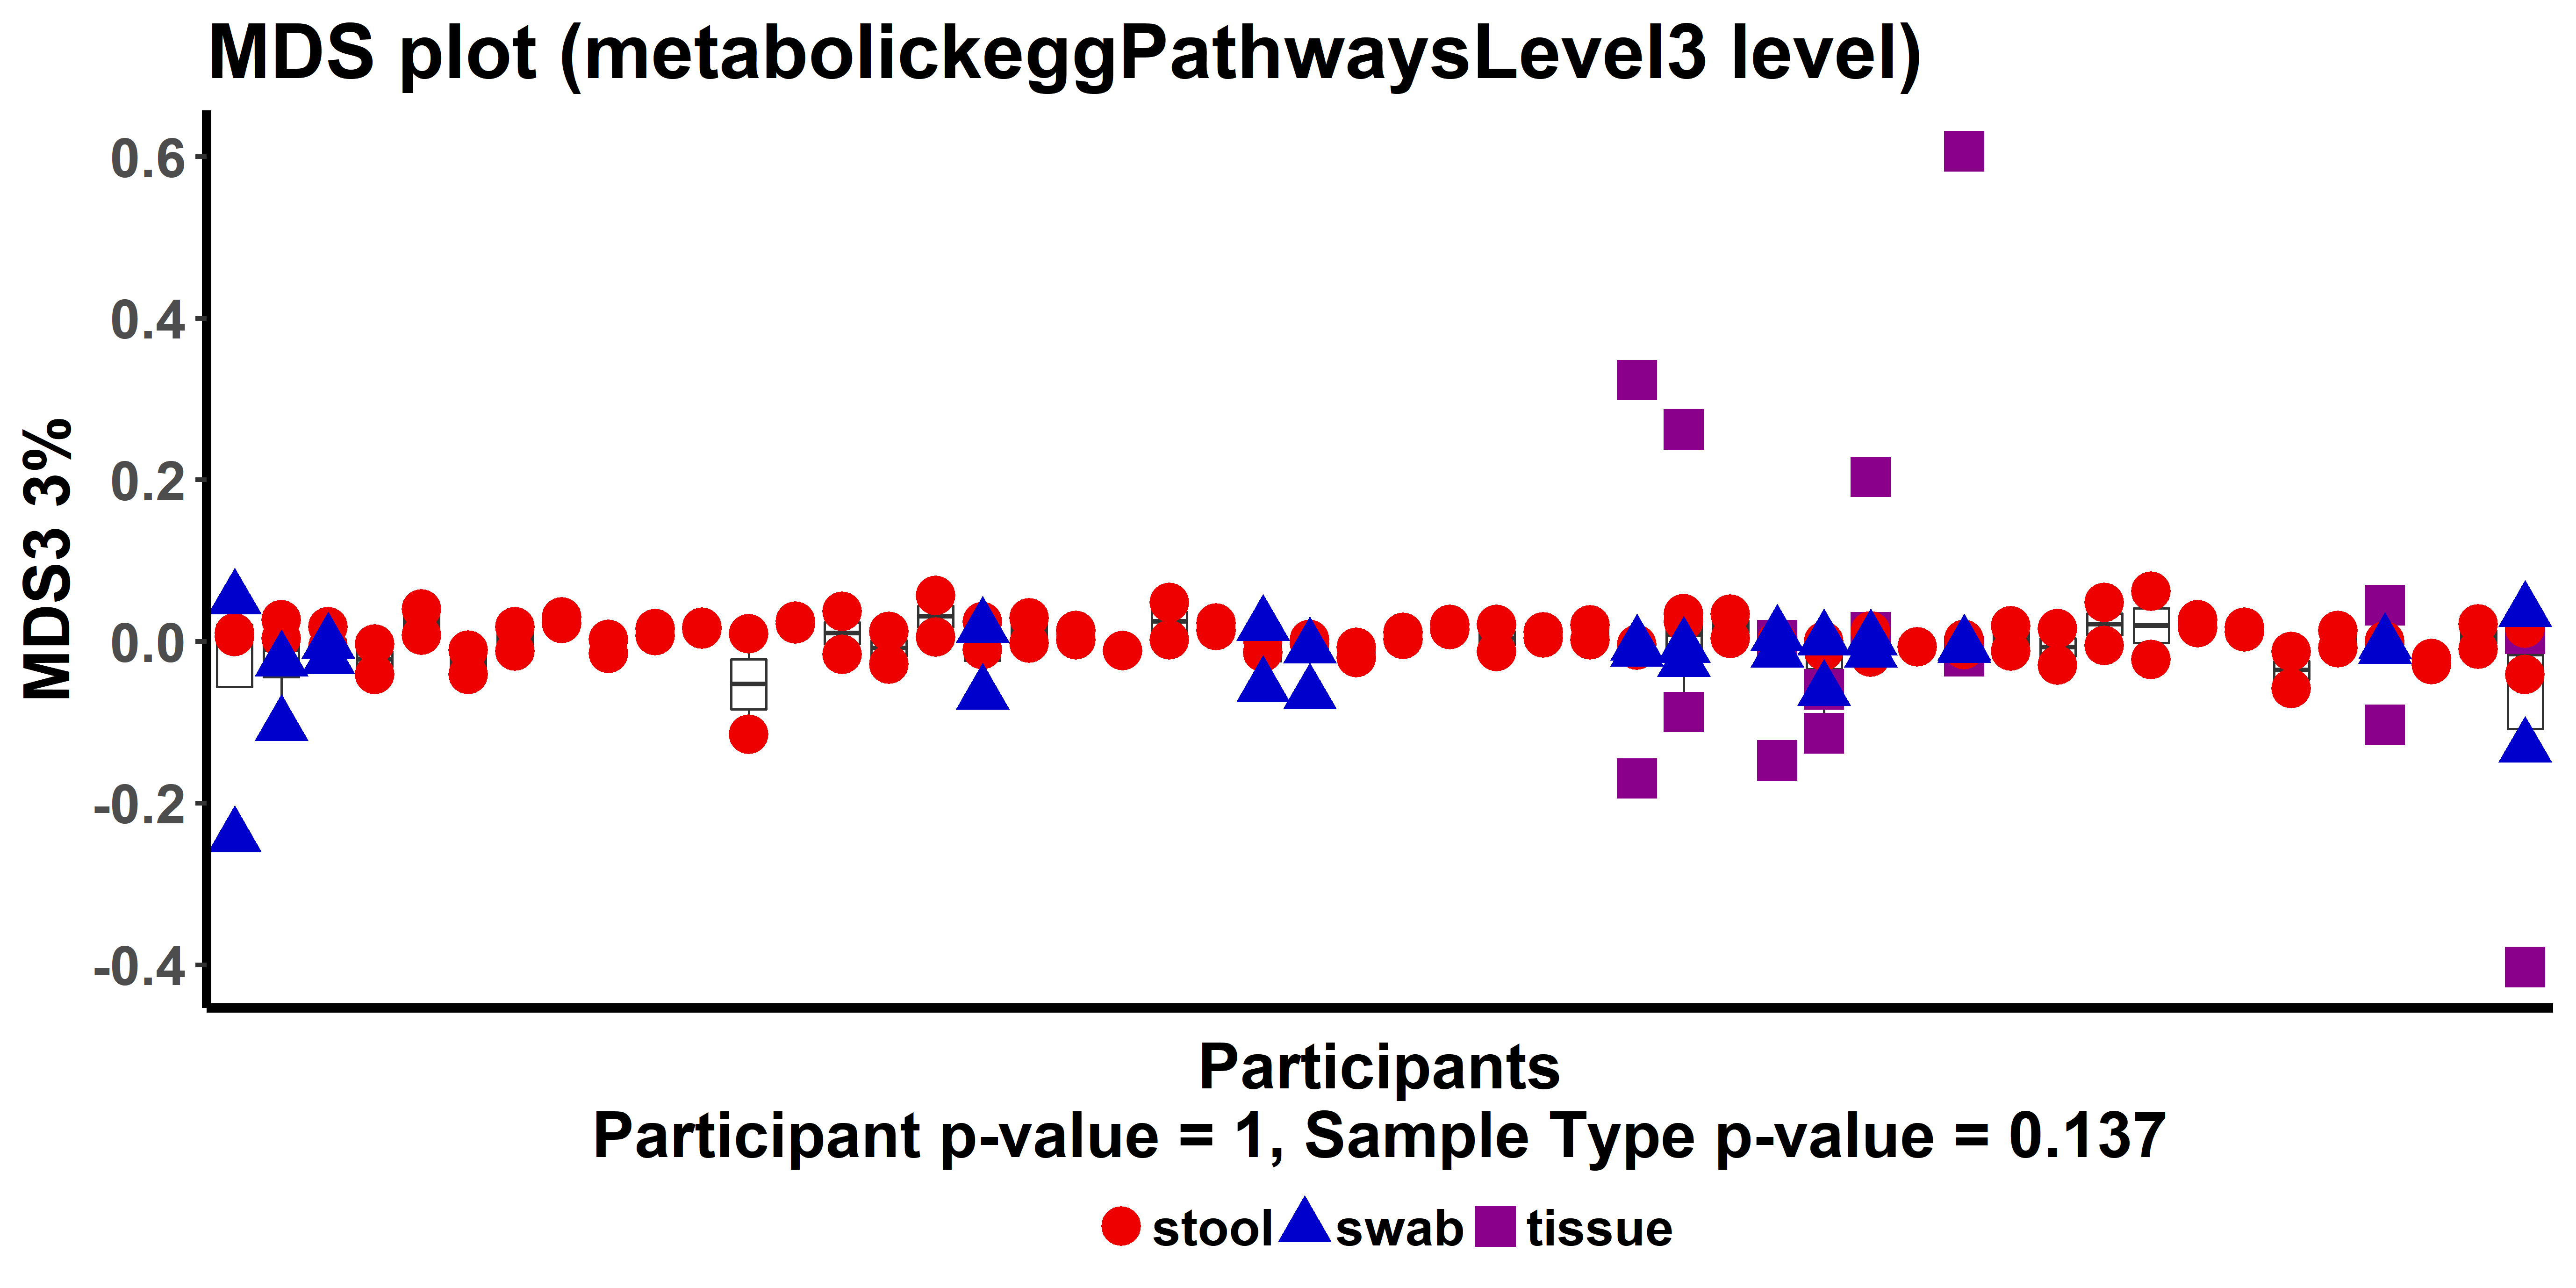 MDS plot (metabolickeggPathwaysLevel3 level)
MDS3 3%
0.6
0.4
0.2
0.0
-0.2
-0.4
Participants
Participant p-value = 1, Sample Type p-value = 0.137
stool swab tissue